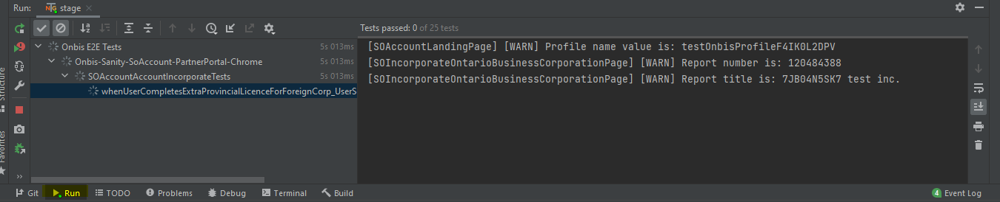 Run: stage
Tests passed: 0 of 25 tests
Onbis E2E Tests 5s 013ms
Onbis-Sanity-SoAccount-PartnerPortal-Chrome 5s 013ms
SOAccountAccountIncorporateTests 5s 013ms
whenUserCompletesExtraProvincialLicenceForForeignCorp_UserS
[SOAccountLandingPage] [WARN] Profile name value is: testOnbisProfileF4IK0L2DPV
[SOIncorporateOntarioBusinessCorporationPage] [WARN] Report number is: 120484388
[SOIncorporateOntarioBusinessCorporationPage] [WARN] Report title is: 7JB04N5SK7 test inc.
Structure
Favorites
Git Run TODO Problems Debug Terminal Build 4 Event Log